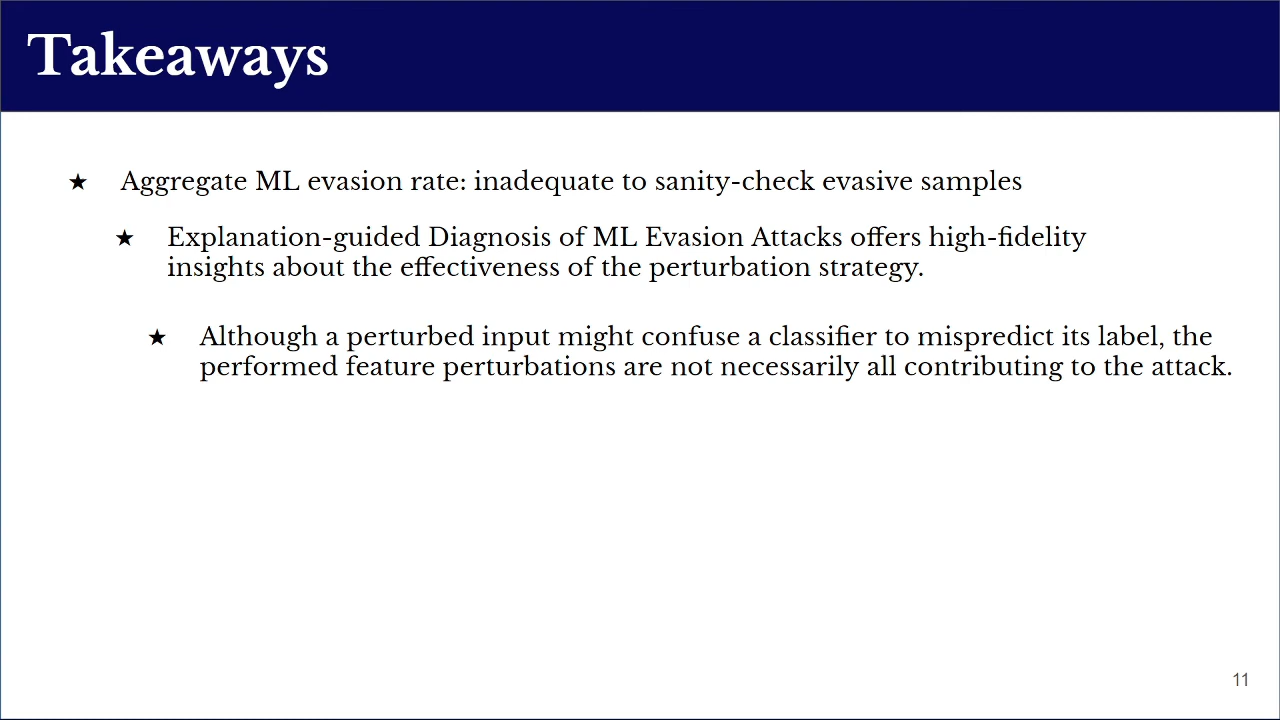 Takeaways
★ Aggregate ML evasion rate: inadequate to sanity-check evasive samples
★ Explanation-guided Diagnosis of ML Evasion Attacks offers high-fidelity
insights about the effectiveness of the perturbation strategy.
★ Although a perturbed input might confuse a classifier to mispredict its label, the
performed feature perturbations are not necessarily all contributing to the attack.
11